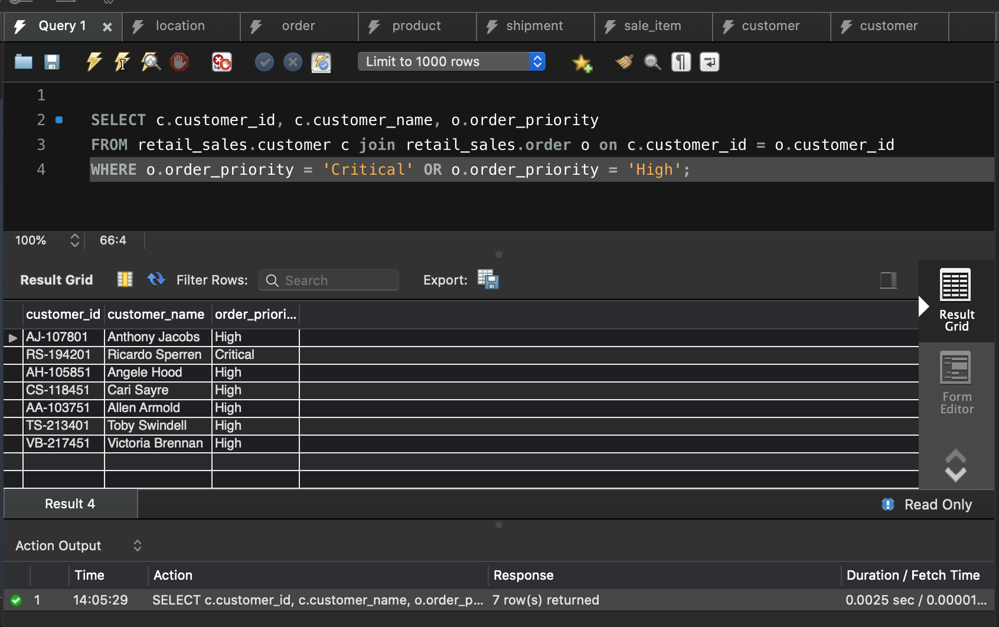 Query 1 location order product shipment sale_item customer customer
Limit to 1000 rows
1
2 SELECT c.customer_id, c.customer_name, o.order_priority
3 FROM retail_sales.customer c join retail_sales.order o on c.customer_id = o.customer_id
4 WHERE o.order_priority = 'Critical' OR o.order_priority = 'High';
100% 66:4
Result Grid Filter Rows: Search Export:
Result
Grid
Form
Editor
customer_id customer_name order_priori...
AJ-107801 Anthony Jacobs High
RS-194201 Ricardo Sperren Critical
AH-105851 Angele Hood High
CS-118451 Cari Sayre High
AA-103751 Allen Armold High
TS-213401 Toby Swindell High
VB-217451 Victoria Brennan High
Result 4 Read Only
Action Output
Time Action Response Duration / Fetch Time
1 14:05:29 SELECT c.customer_id, c.customer_name, o.order_p... 7 row(s) returned 0.0025 sec / 0.00001...